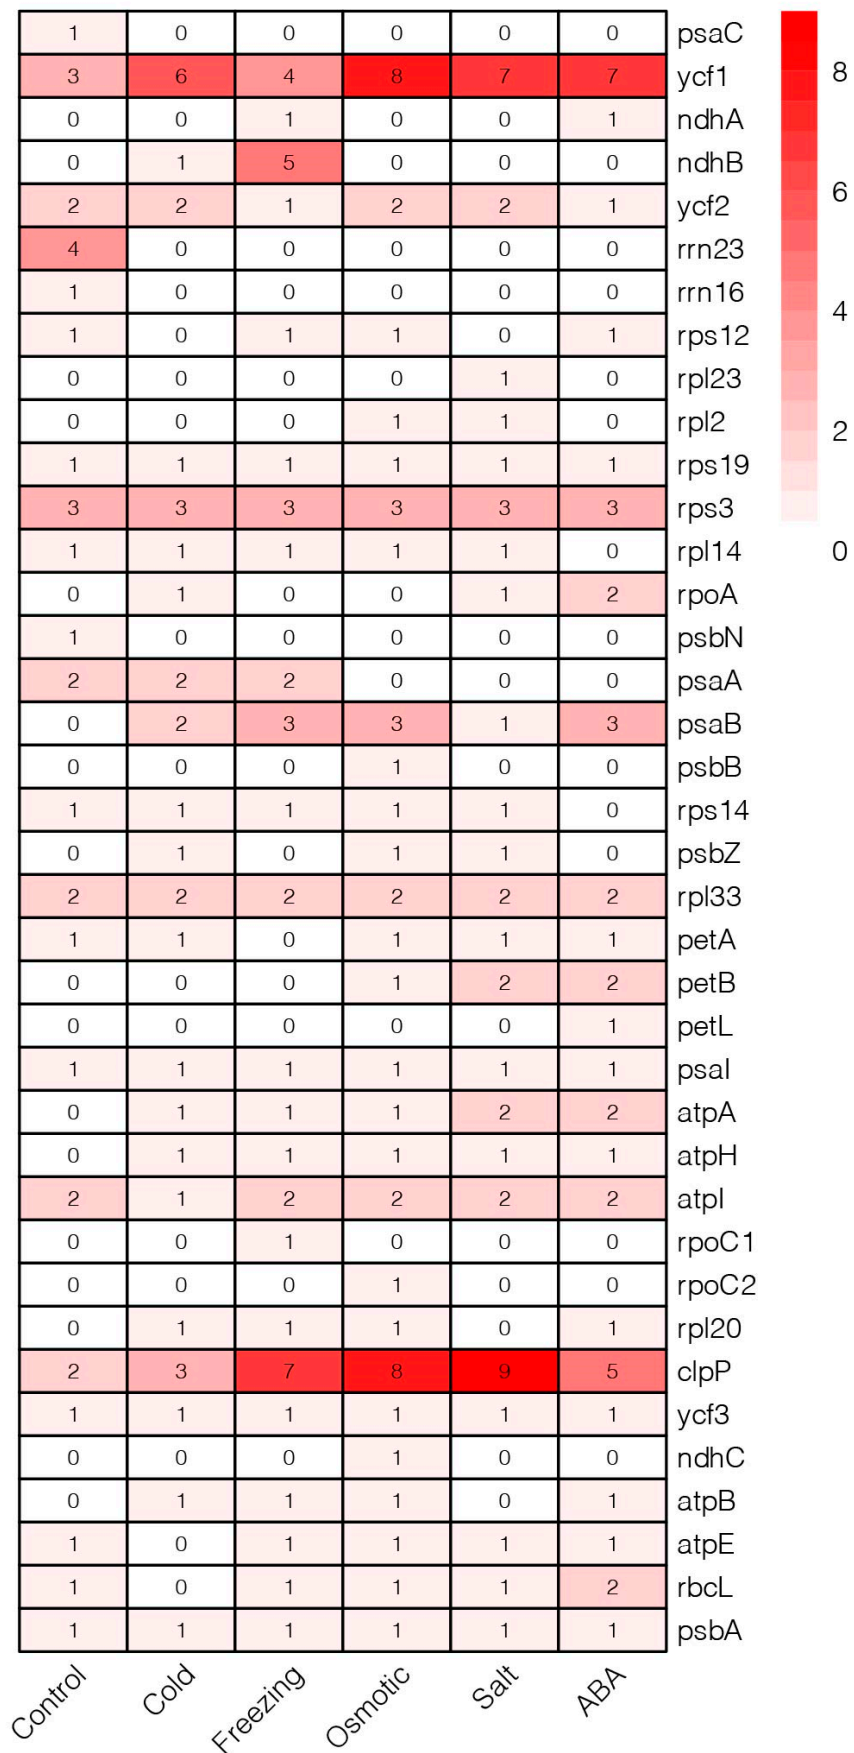 1 0 0 0 0 0 psaC
3 6 4 8 7 7 ycf1
0 0 1 0 0 1 ndhA
0 1 5 0 0 0 ndhB
2 2 1 2 2 1 ycf2
4 0 0 0 0 0 rrn23
1 0 0 0 0 0 rrn16
1 0 1 1 0 1 rps12
0 0 0 0 1 0 rpl23
0 0 0 1 1 0 rpl2
1 1 1 1 1 1 rps19
3 3 3 3 3 3 rps3
1 1 1 1 1 0 rpl14
0 1 0 0 1 2 rpoA
1 0 0 0 0 0 psbN
2 2 2 0 0 0 psaA
0 2 3 3 1 3 psaB
0 0 0 1 0 0 psbB
1 1 1 1 1 0 rps14
0 1 0 1 1 0 psbZ
2 2 2 2 2 2 rpl33
1 1 0 1 1 1 petA
0 0 0 1 2 2 petB
0 0 0 0 0 1 petL
1 1 1 1 1 1 psaI
0 1 1 1 2 2 atpA
0 1 1 1 1 1 atpH
2 1 2 2 2 2 atpI
0 0 1 0 0 0 rpoC1
0 0 0 1 0 0 rpoC2
0 1 1 1 0 1 rpl20
2 3 7 8 9 5 clpP
1 1 1 1 1 1 ycf3
0 0 0 1 0 0 ndhC
0 1 1 1 0 1 atpB
1 0 1 1 1 1 atpE
1 0 1 1 1 2 rbcL
1 1 1 1 1 1 psbA
Control Cold Freezing Osmotic Salt ABA
8
6
4
2
0